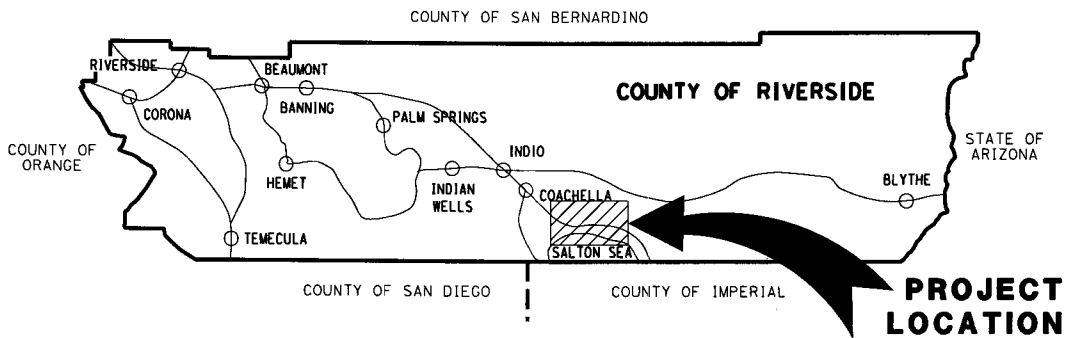 COUNTY OF SAN BERNARDINO
RIVERSIDE
BEAUMONT
COUNTY OF RIVERSIDE
CORONA
BANNING
PALM SPRINGS
COUNTY OF
ORANGE
STATE OF
ARIZONA
INDIO
HEMET
INDIAN
WELLS
COACHELLA
BLYTHE
TEMECULA
SALTON SEA
COUNTY OF SAN DIEGO
COUNTY OF IMPERIAL
PROJECT
LOCATION